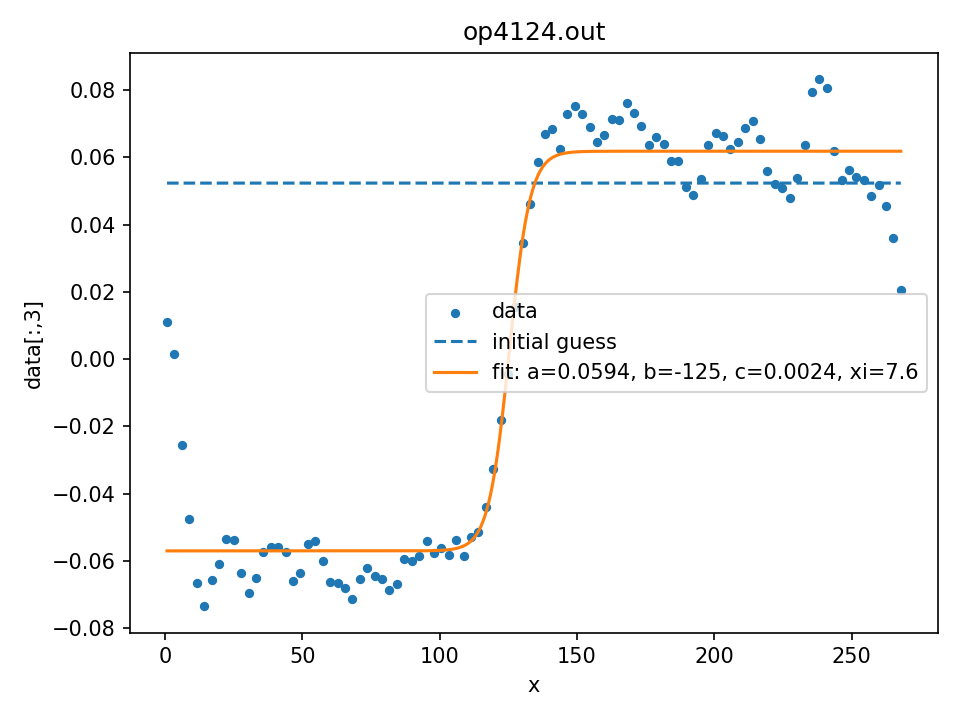 op4124.out
0.08
0.06
0.04
0.02
0.00
−0.02
−0.04
−0.06
−0.08
data[:,3]
data
initial guess
fit: a=0.0594, b=-125, c=0.0024, xi=7.6
0 50 100 150 200 250
x